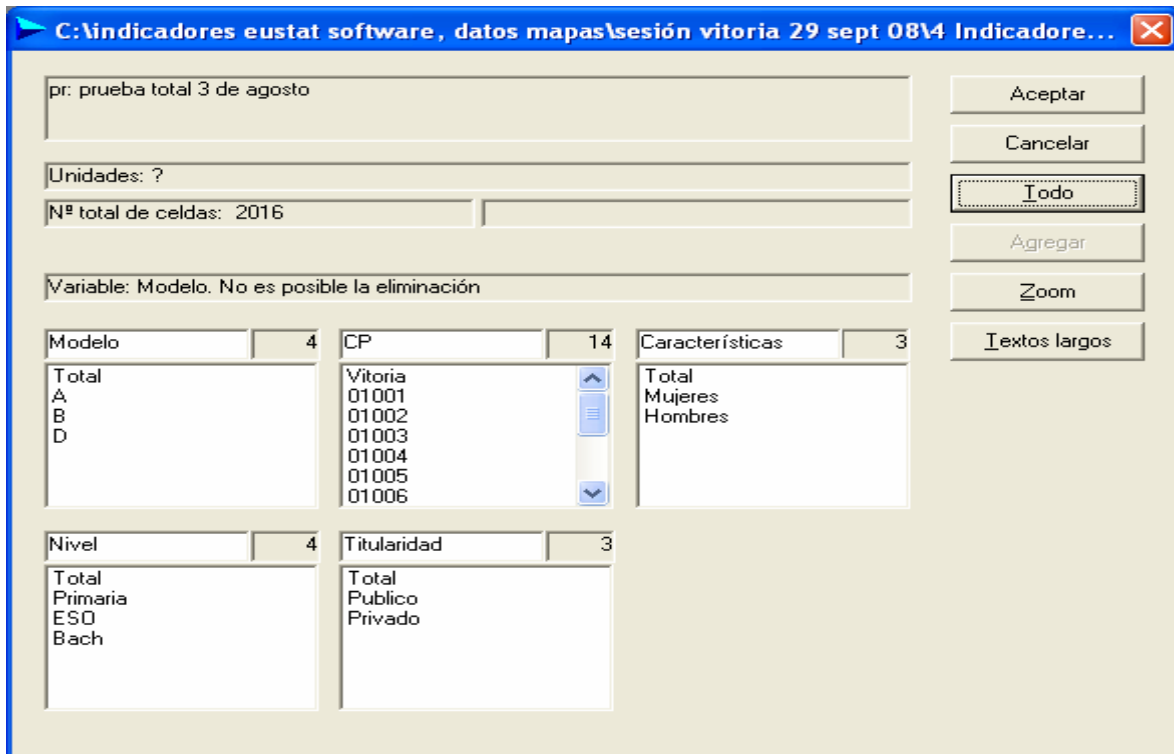 C:\indicadores eustat software, datos mapas\sesión vitoria 29 sept 08\4 Indicadore...
pr: prueba total 3 de agosto
Aceptar
Cancelar
Unidades: ?
Todo
Nº total de celdas: 2016
Agregar
Variable: Modelo. No es posible la eliminación
Zoom
Textos largos
Modelo 4
Total
A
B
D
CP 14
Vitoria
01001
01002
01003
01004
01005
01006
Características 3
Total
Mujeres
Hombres
Nivel 4
Total
Primaria
ESO
Bach
Titularidad 3
Total
Publico
Privado